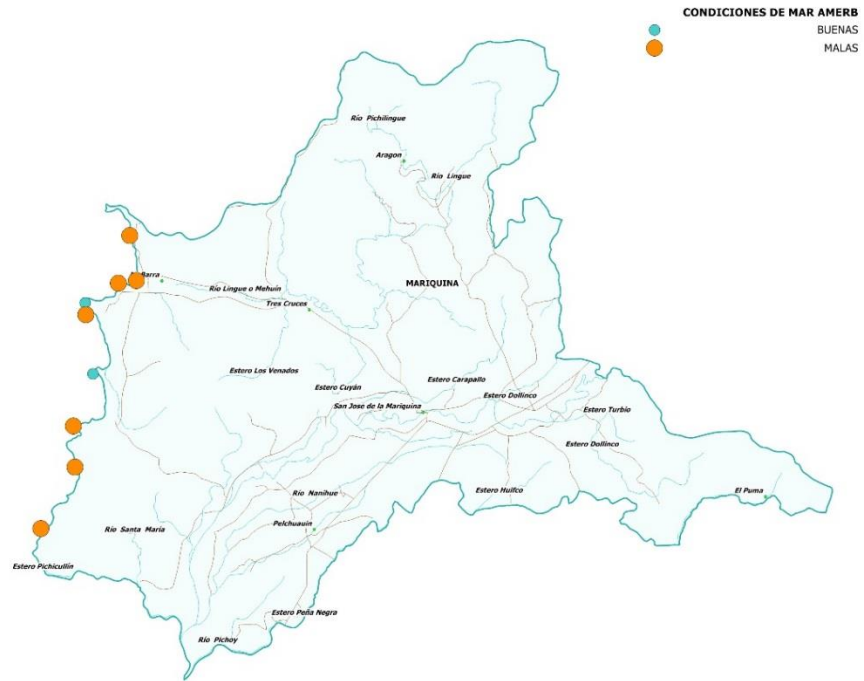 CONDICIONES DE MAR AMERB
BUENAS
MALAS
Río Pichilingue
Aragon
Río Lingue
Barra
MARIQUINA
Río Lingue o Mehuín
Tres Cruces
Estero Los Venados
Estero Cuyán
Estero Carapallo
Estero Dollinco
San Jose de la Mariquina
Estero Turbio
Estero Dollinco
Río Nanihue
Estero Huifco
El Puma
Río Santa María
Pelchuauin
Estero Pichicullín
Estero Peña Negra
Río Pichoy